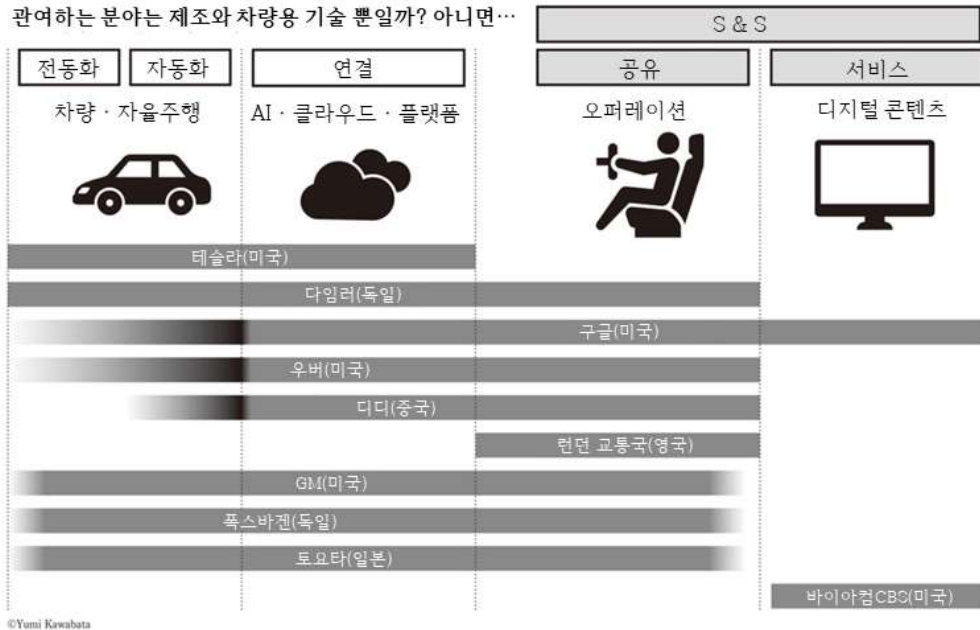 관여하는 분야는 제조와 차량용 기술 뿐일까? 아니면…
S & S
전동화 자동화 연결 공유 서비스
차량 · 자율주행 AI · 클라우드 · 플랫폼 오퍼레이션 디지털 콘텐츠
테슬라(미국)
다임러(독일)
구글(미국)
우버(미국)
디디(중국)
런던 교통국(영국)
GM(미국)
폭스바겐(독일)
토요타(일본)
바이아컴CBS(미국)
©Yumi Kawabata